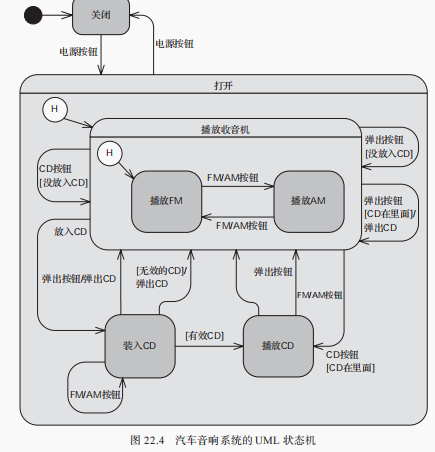 关闭
电源按钮
电源按钮
打开
H
播放收音机
H
弹出按钮
[没放入CD]
CD按钮
[没放入CD]
FM/AM按钮
播放FM
播放AM
FM/AM按钮
弹出按钮
[CD在里面]/
弹出CD
放入CD
弹出按钮/弹出CD
[无效的CD]/
弹出CD
弹出按钮
FM/AM按钮
装入CD
[有效CD]
播放CD
CD按钮
[CD在里面]
FM/AM按钮
图 22.4 汽车音响系统的 UML 状态机